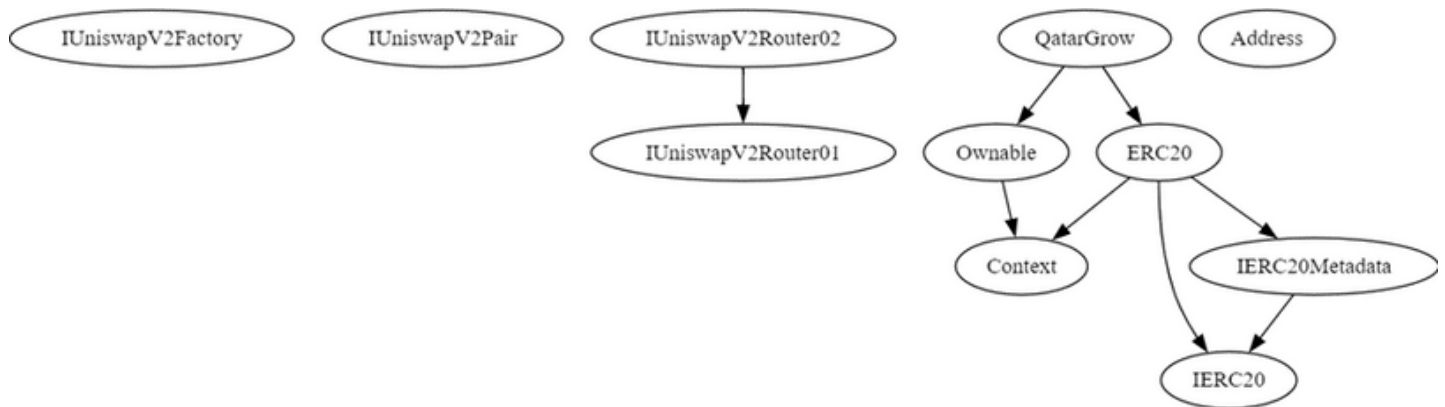 IUniswapV2Factory
IUniswapV2Pair
IUniswapV2Router02
QatarGrow
Address
IUniswapV2Router01
Ownable
ERC20
Context
IERC20Metadata
IERC20